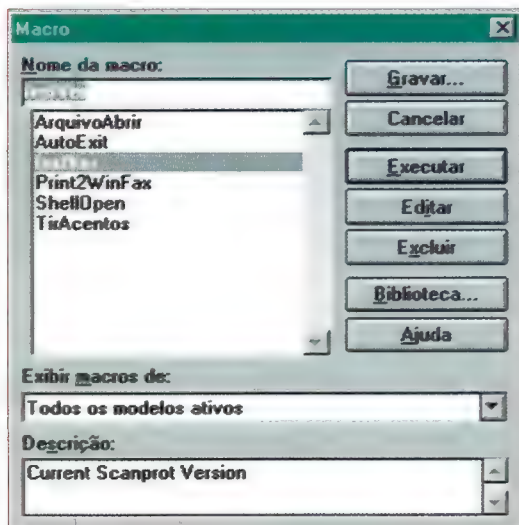 Macro
Nome da macro:
Gravar...
Cancelar
ArquivoAbrir
AutoExit
Print2WinFax
ShellOpen
TirAcentos
Executar
Editar
Excluir
Biblioteca...
Ajuda
Exibir macros de:
Todos os modelos ativos
Descrição:
Current Scanprot Version